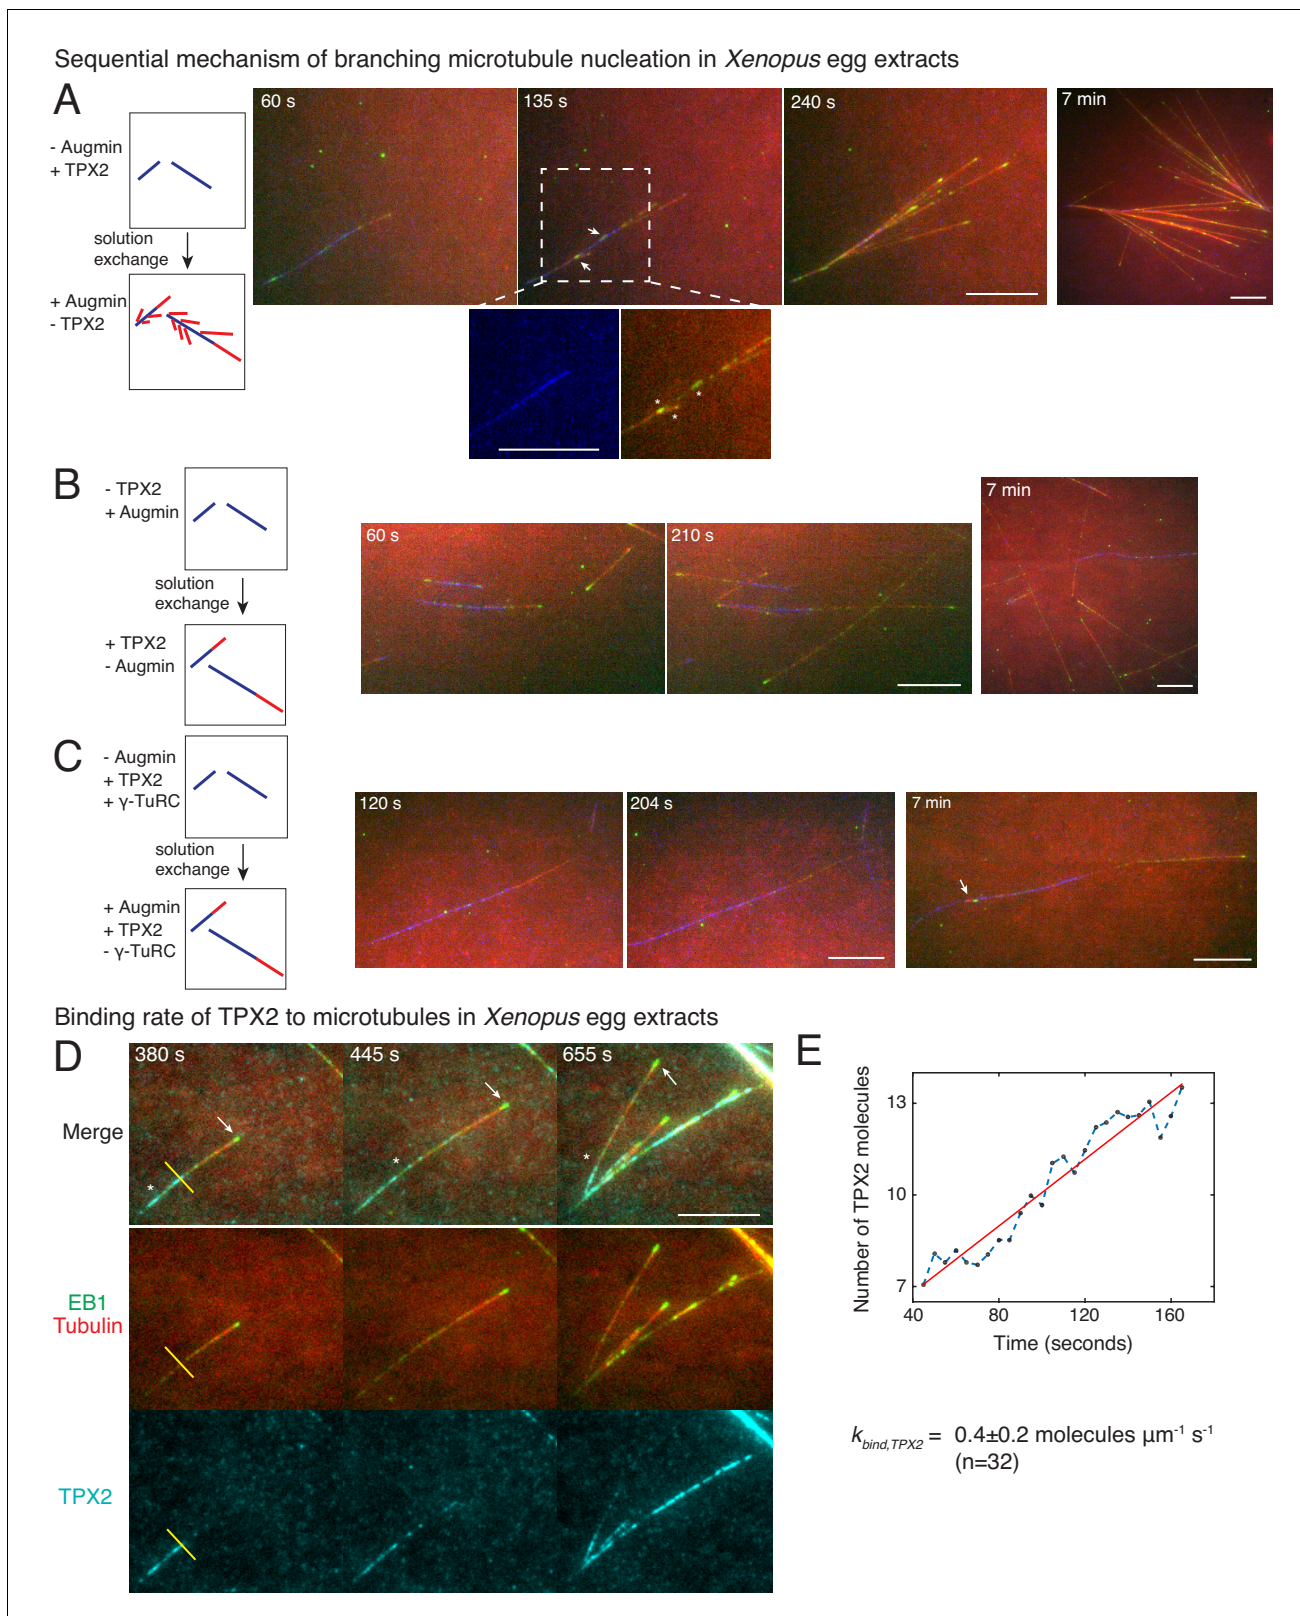 Sequential mechanism of branching microtubule nucleation in Xenopus egg extracts
A
- Augmin
+ TPX2
solution
exchange
+ Augmin
- TPX2
60 s
135 s
240 s
7 min
*
*
*
B
- TPX2
+ Augmin
solution
exchange
+ TPX2
- Augmin
60 s
210 s
7 min
C
- Augmin
+ TPX2
+ γ-TuRC
solution
exchange
+ Augmin
+ TPX2
- γ-TuRC
120 s
204 s
7 min
Binding rate of TPX2 to microtubules in Xenopus egg extracts
D
Merge
380 s
445 s
655 s
*
*
*
EB1
Tubulin
TPX2
E
Number of TPX2 molecules
13
10
7
40
80
120
160
Time (seconds)
k_bind,TPX2 = 0.4±0.2 molecules μm⁻¹ s⁻¹
(n=32)